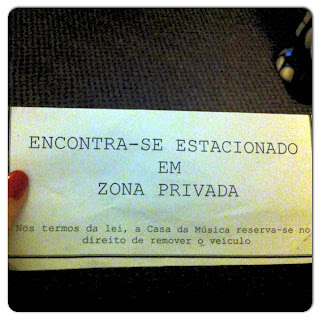 ENCONTRA-SE ESTACIONADO
EM
ZONA PRIVADA
Nos termos da lei, a Casa da Música reserva-se no
direito de remover o veículo